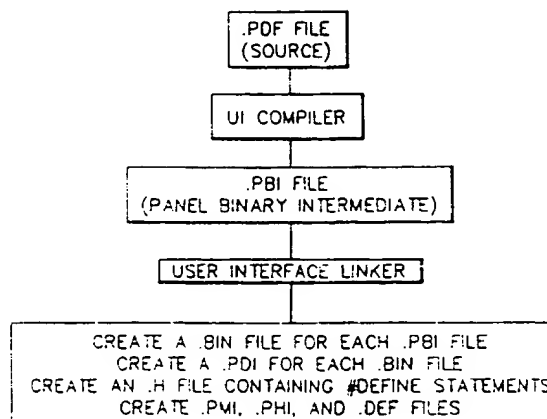 .PDF FILE
(SOURCE)
UI COMPILER
.PBI FILE
(PANEL BINARY INTERMEDIATE)
USER INTERFACE LINKER
CREATE A .BIN FILE FOR EACH .PBI FILE
CREATE A .PDI FOR EACH .BIN FILE
CREATE AN .H FILE CONTAINING #DEFINE STATEMENTS
CREATE .PMI, .PHI, AND .DEF FILES